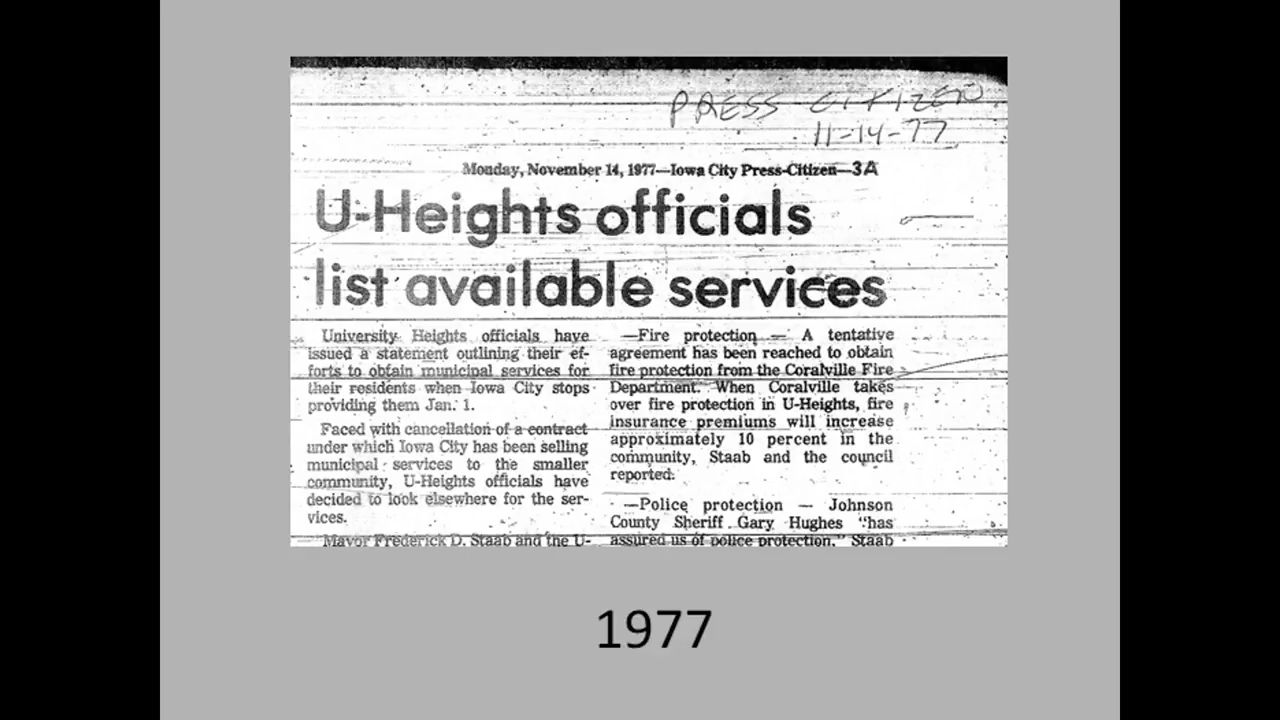 PRESS CITIZEN
11-14-77
Monday, November 14, 1977—Iowa City Press-Citizen—3A
U-Heights officials
list available services
University Heights officials have
issued a statement outlining their ef-
forts to obtain municipal services for
their residents when Iowa City stops
providing them Jan. 1.
Faced with cancellation of a contract
under which Iowa City has been selling
municipal services to the smaller
community, U-Heights officials have
decided to look elsewhere for the ser-
vices.
Mayor Frederick D. Staab and the U-
—Fire protection — A tentative
agreement has been reached to obtain
fire protection from the Coralville Fire
Department. When Coralville takes
over fire protection in U-Heights, fire
insurance premiums will increase
approximately 10 percent in the
community, Staab and the council
reported.
—Police protection — Johnson
County Sheriff Gary Hughes "has
assured us of police protection," Staab
1977